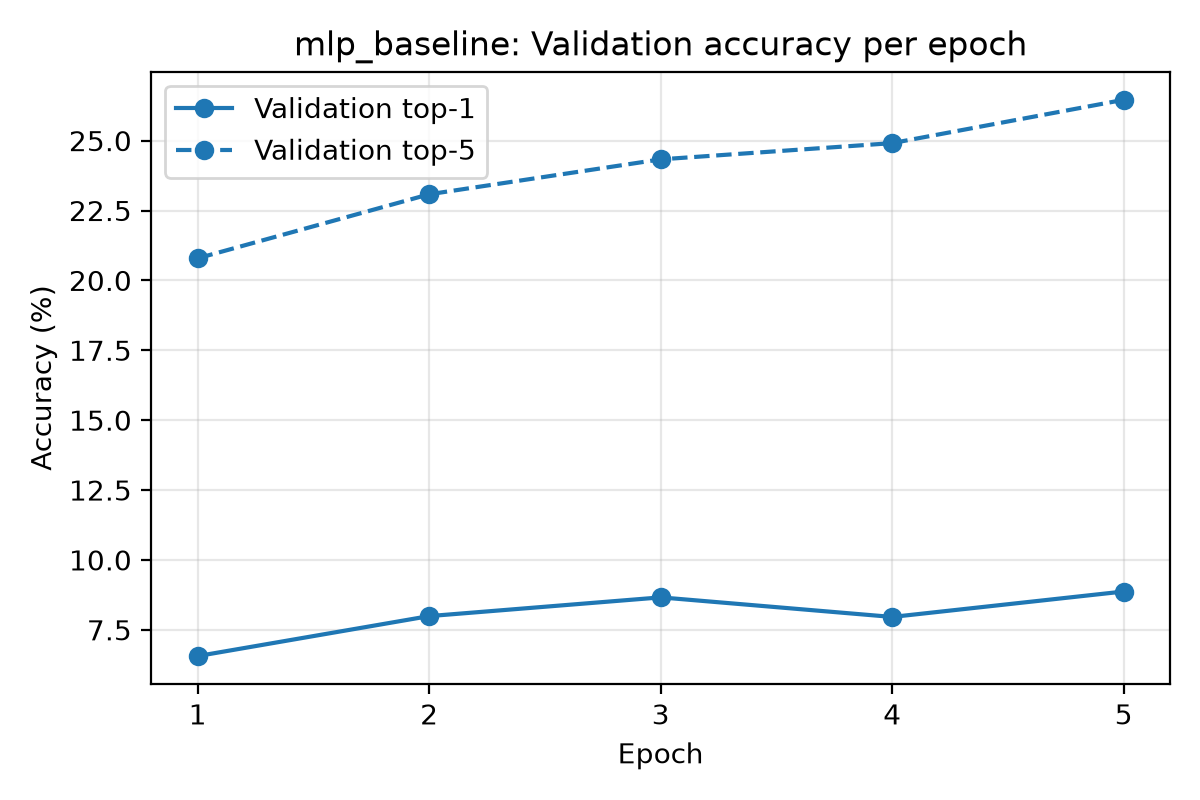 mlp_baseline: Validation accuracy per epoch
Validation top-1
Validation top-5
25.0
22.5
20.0
17.5
15.0
12.5
10.0
7.5
Accuracy (%)
1 2 3 4 5
Epoch